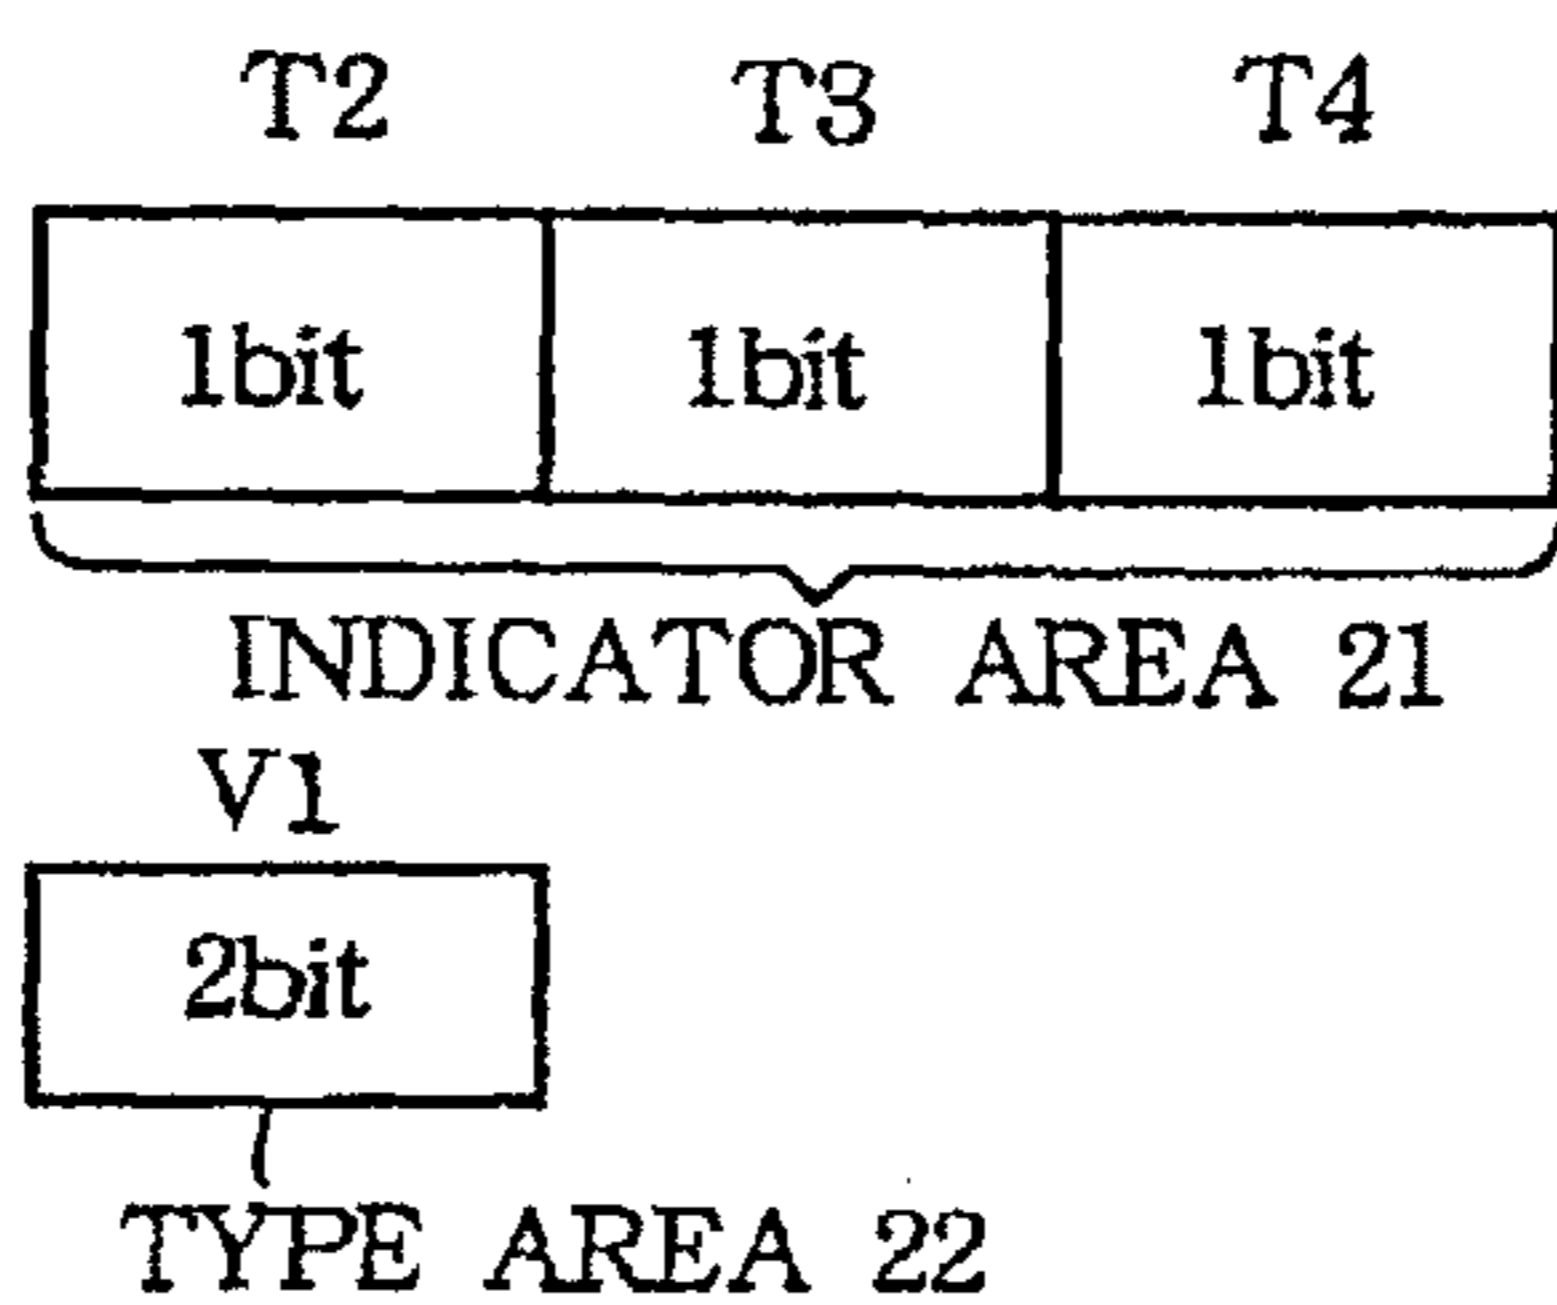 T2 T3 T4
1bit 1bit 1bit
INDICATOR AREA 21
V1
2bit
TYPE AREA 22